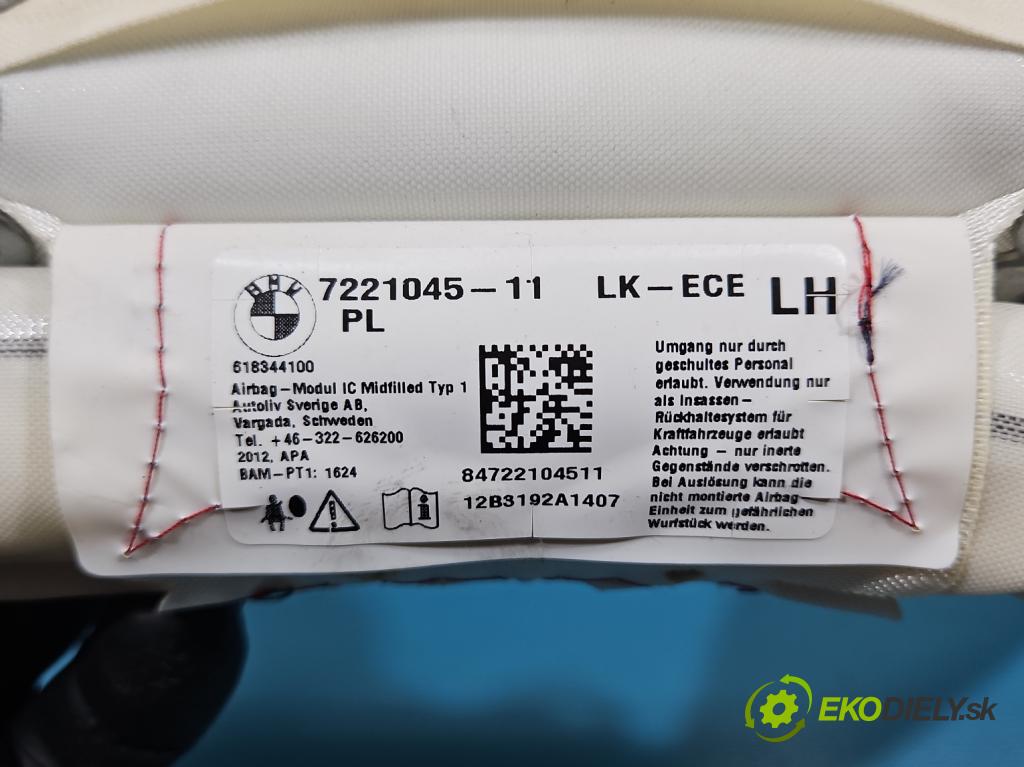 BMW
7221045-11 LK-ECE LH
PL
618344100
Airbag-Modul IC Midfilled Typ 1
Autoliv Sverige AB,
Vargada, Schweden
Tel. +46-322-626200
2012, APA
BAM-PT1: 1624
84722104511
12B3192A1407
Umgang nur durch
geschultes Personal
erlaubt. Verwendung nur
als Insassen-
Rückhaltesystem für
Kraftfahrzeuge erlaubt
Achtung - nur inerte
Gegenstände verschrotten.
Bei Auslösung kann die
nicht montierte Airbag-
Einheit zum gefährlichen
Wurfstück werden.
EKODIELY.sk